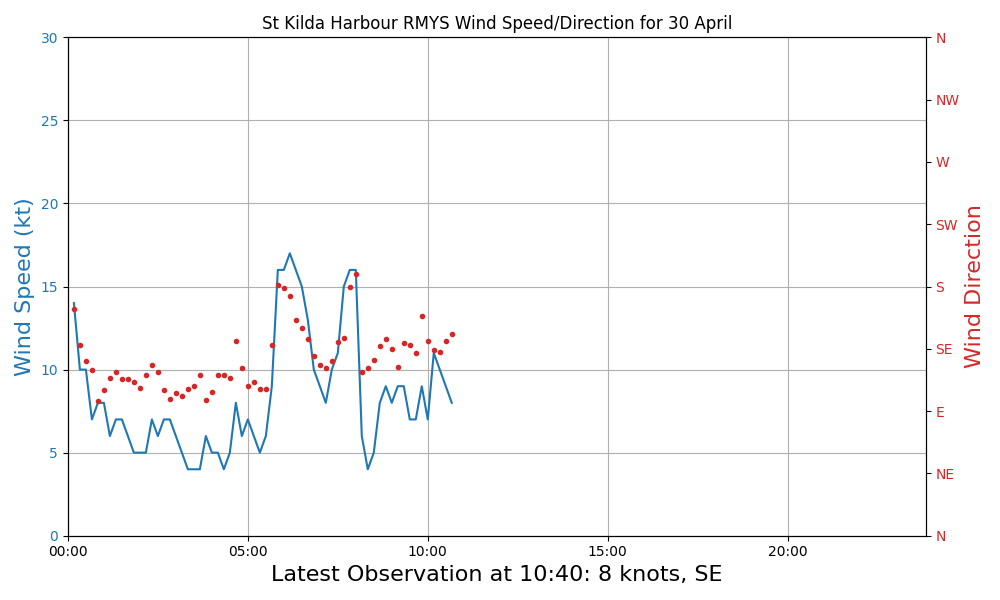 St Kilda Harbour RMYS Wind Speed/Direction for 30 April
30
25
20
15
10
5
0
Wind Speed (kt)
N
NW
W
SW
S
SE
E
NE
N
Wind Direction
00:00 05:00 10:00 15:00 20:00
Latest Observation at 10:40: 8 knots, SE